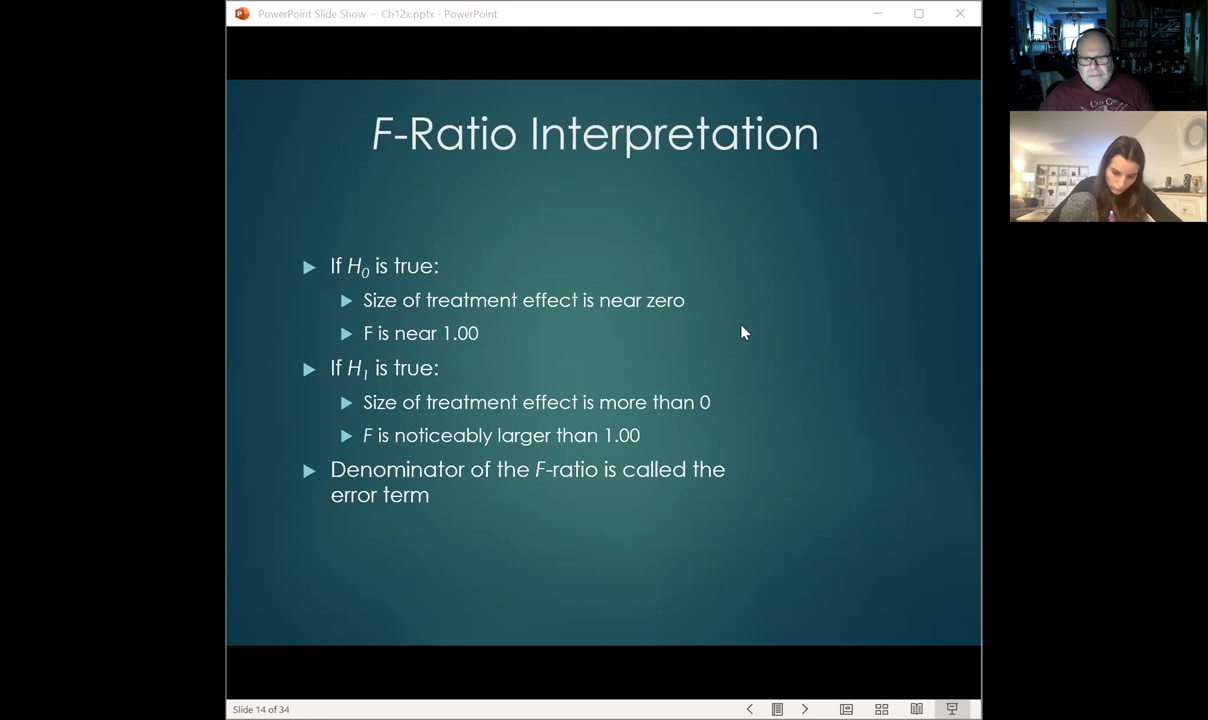 PowerPoint Slide Show - Ch12x.pptx - PowerPoint
F-Ratio Interpretation
If H0 is true:
Size of treatment effect is near zero
F is near 1.00
If H1 is true:
Size of treatment effect is more than 0
F is noticeably larger than 1.00
Denominator of the F-ratio is called the
error term
Slide 14 of 34